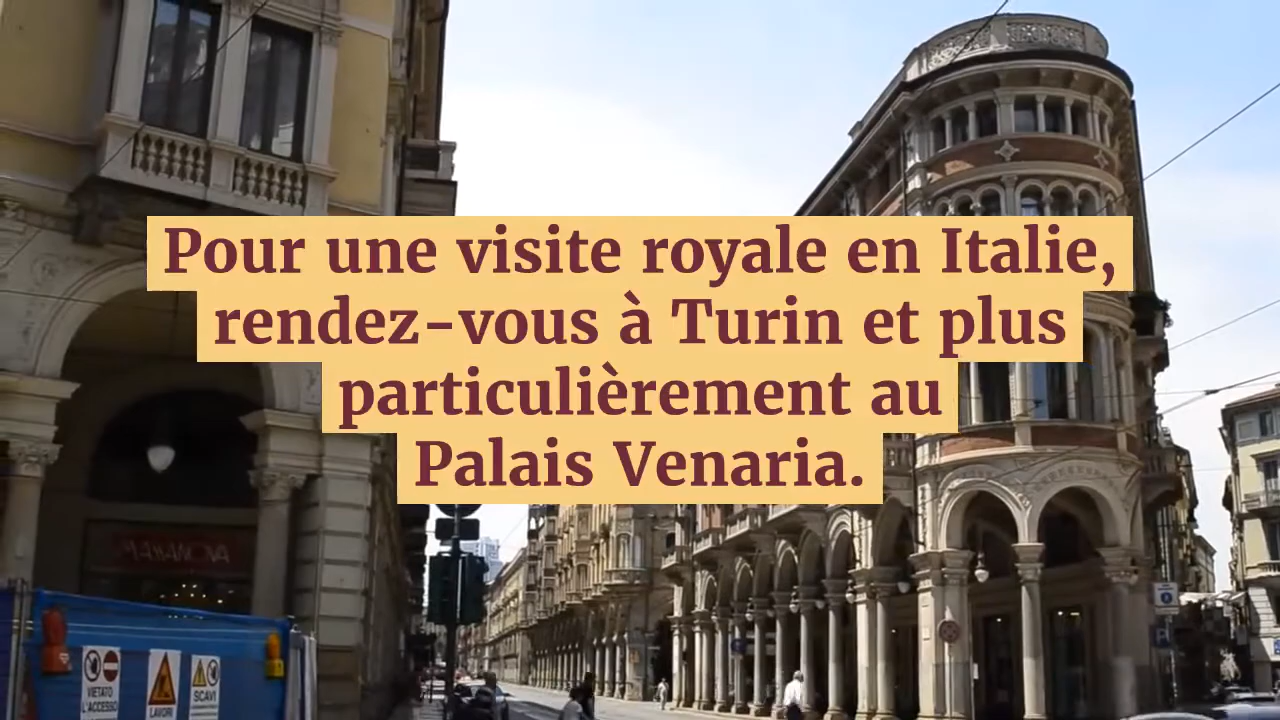 Pour une visite royale en Italie,
rendez-vous à Turin et plus
particulièrement au
Palais Venaria.
VIETATO
L'ACCESSO
LAVORI
SCAVI